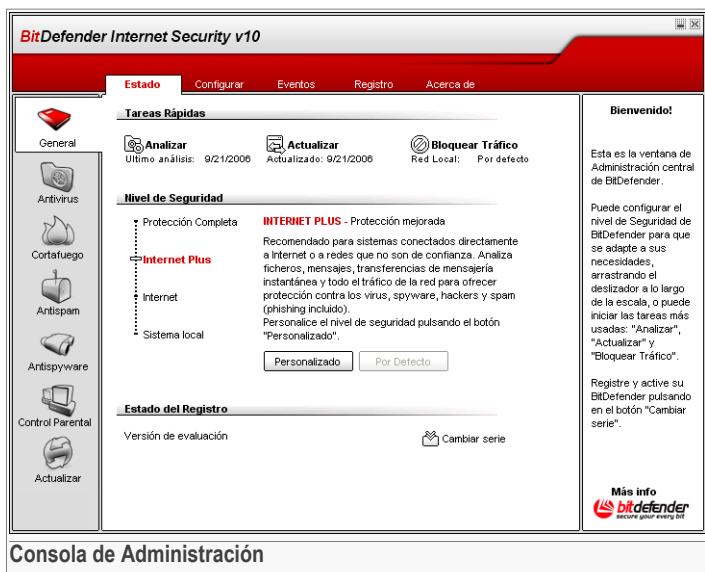 BitDefender Internet Security v10
Estado Configurar Eventos Registro Acerca de
General
Antivirus
Cortafuego
Antispam
Antispyware
Control Parental
Actualizar
Tareas Rápidas
Analizar
Ultimo análisis: 9/21/2006
Actualizar
Actualizado: 9/21/2006
Bloquear Tráfico
Red Local: Por defecto
Nivel de Seguridad
Protección Completa
Internet Plus
Internet
Sistema local
INTERNET PLUS - Protección mejorada
Recomendado para sistemas conectados directamente
a Internet o a redes que no son de confianza. Analiza
ficheros, mensajes, transferencias de mensajería
instantánea y todo el tráfico de la red para ofrecer
protección contra los virus, spyware, hackers y spam
(phishing incluido).
Personalice el nivel de seguridad pulsando el botón
"Personalizado".
Personalizado Por Defecto
Estado del Registro
Versión de evaluación Cambiar serie
Bienvenido!
Esta es la ventana de
Administración central
de BitDefender.
Puede configurar el
nivel de Seguridad de
BitDefender para que
se adapte a sus
necesidades,
arrastrando el
deslizador a lo largo
de la escala, o puede
iniciar las tareas más
usadas: "Analizar",
"Actualizar" y
"Bloquear Tráfico".
Registre y active su
BitDefender pulsando
en el botón "Cambiar
serie".
Más info
bitdefender
secure your every bit
Consola de Administración